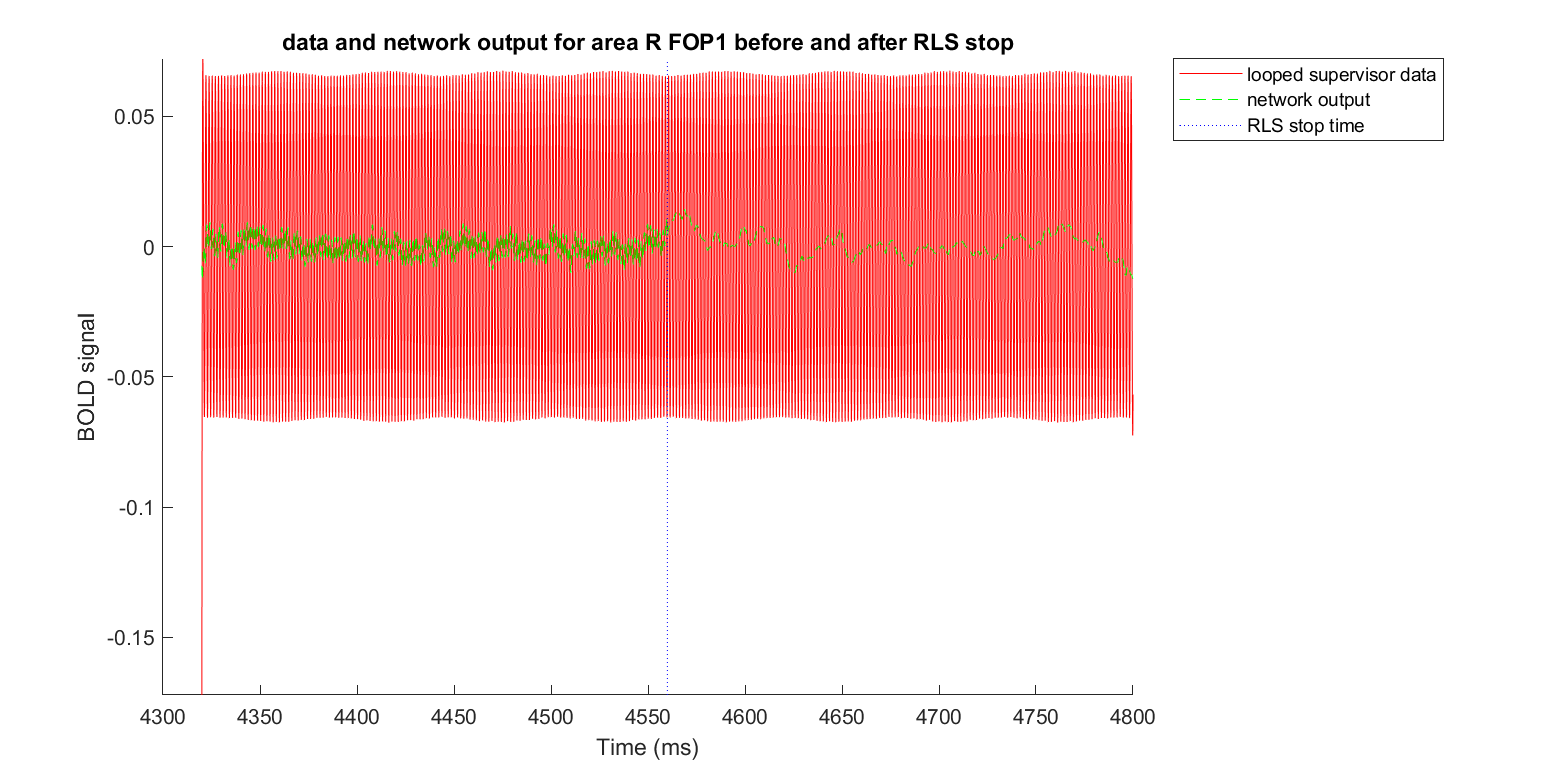 data and network output for area R FOP1 before and after RLS stop
looped supervisor data
network output
RLS stop time
0.05
0
-0.05
-0.1
-0.15
BOLD signal
4300 4350 4400 4450 4500 4550 4600 4650 4700 4750 4800
Time (ms)